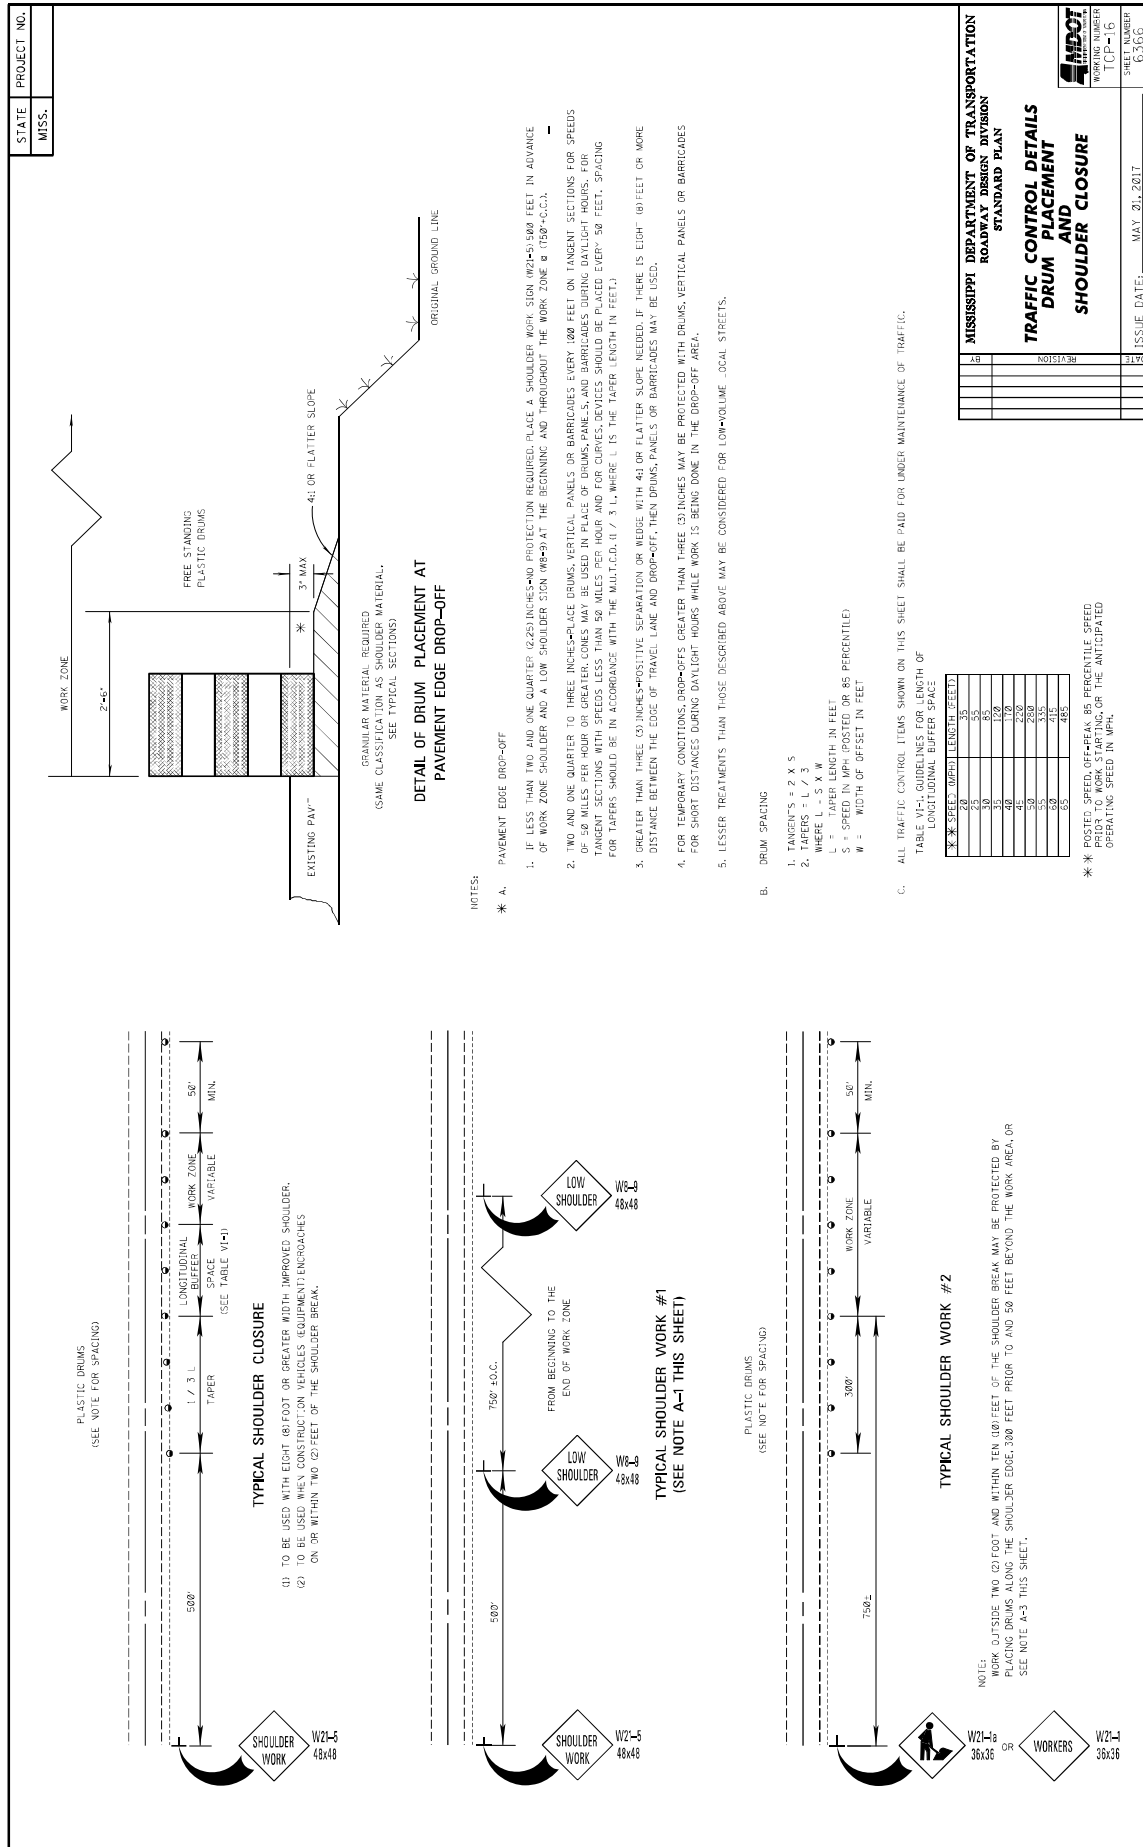 STATE
PROJECT NO.
MISS.
PLASTIC DRUMS
(SEE NOTE FOR SPACING)
500'
1 / 3 L
TAPER
LONGITUDINAL
BUFFER
SPACE
(SEE TABLE VI-1)
WORK ZONE
VARIABLE
50'
MIN.
SHOULDER
WORK
W21-5
48x48
TYPICAL SHOULDER CLOSURE
(1) TO BE USED WITH EIGHT (8) FOOT OR GREATER WIDTH IMPROVED SHOULDER.
(2) TO BE USED WHEN CONSTRUCTION VEHICLES (EQUIPMENT) ENCROACHES
ON OR WITHIN TWO (2) FEET OF THE SHOULDER BREAK.
500'
750' ±O.C.
FROM BEGINNING TO THE
END OF WORK ZONE
SHOULDER
WORK
W21-5
48x48
LOW
SHOULDER
W8-9
48x48
LOW
SHOULDER
W8-9
48x48
TYPICAL SHOULDER WORK #1
(SEE NOTE A-1 THIS SHEET)
PLASTIC DRUMS
(SEE NOTE FOR SPACING)
300'
WORK ZONE
VARIABLE
50'
MIN.
750±
W21-1a
36x36
OR
WORKERS
W21-1
36x36
TYPICAL SHOULDER WORK #2
NOTE:
WORK OUTSIDE TWO (2) FOOT AND WITHIN TEN (10) FEET OF THE SHOULDER BREAK MAY BE PROTECTED BY
PLACING DRUMS ALONG THE SHOULDER EDGE, 300 FEET PRIOR TO AND 50 FEET BEYOND THE WORK AREA, OR
SEE NOTE A-3 THIS SHEET.
WORK ZONE
2'-6"
FREE STANDING
PLASTIC DRUMS
*
3" MAX
4:1 OR FLATTER SLOPE
ORIGINAL GROUND LINE
EXISTING PAV'T
GRANULAR MATERIAL REQUIRED
(SAME CLASSIFICATION AS SHOULDER MATERIAL.
SEE TYPICAL SECTIONS)
DETAIL OF DRUM PLACEMENT AT
PAVEMENT EDGE DROP-OFF
NOTES:
* A. PAVEMENT EDGE DROP-OFF
1. IF LESS THAN TWO AND ONE QUARTER (2.25) INCHES-NO PROTECTION REQUIRED. PLACE A SHOULDER WORK SIGN (W21-5) 500 FEET IN ADVANCE
OF WORK ZONE SHOULDER AND A LOW SHOULDER SIGN (W8-9) AT THE BEGINNING AND THROUGHOUT THE WORK ZONE @ (750'+C.C.).
2. TWO AND ONE QUARTER TO THREE INCHES-PLACE DRUMS, VERTICAL PANELS OR BARRICADES EVERY 100 FEET ON TANGENT SECTIONS FOR SPEEDS
OF 50 MILES PER HOUR OR GREATER. CONES MAY BE USED IN PLACE OF DRUMS, PANELS, AND BARRICADES DURING DAYLIGHT HOURS. FOR
TANGENT SECTIONS WITH SPEEDS LESS THAN 50 MILES PER HOUR AND FOR CURVES, DEVICES SHOULD BE PLACED EVERY 50 FEET. SPACING
FOR TAPERS SHOULD BE IN ACCORDANCE WITH THE M.U.T.C.D. (1 / 3 L, WHERE L IS THE TAPER LENGTH IN FEET.)
3. GREATER THAN THREE (3) INCHES-POSITIVE SEPARATION OR WEDGE WITH 4:1 OR FLATTER SLOPE NEEDED. IF THERE IS EIGHT (8) FEET OR MORE
DISTANCE BETWEEN THE EDGE OF TRAVEL LANE AND DROP-OFF, THEN DRUMS, PANELS OR BARRICADES MAY BE USED.
4. FOR TEMPORARY CONDITIONS, DROP-OFFS GREATER THAN THREE (3) INCHES MAY BE PROTECTED WITH DRUMS, VERTICAL PANELS OR BARRICADES
FOR SHORT DISTANCES DURING DAYLIGHT HOURS WHILE WORK IS BEING DONE IN THE DROP-OFF AREA.
5. LESSER TREATMENTS THAN THOSE DESCRIBED ABOVE MAY BE CONSIDERED FOR LOW-VOLUME LOCAL STREETS.
B. DRUM SPACING
1. TANGENTS = 2 X S
2. TAPERS = L / 3
WHERE L = S X W
L = TAPER LENGTH IN FEET
S = SPEED IN MPH (POSTED OR 85 PERCENTILE)
W = WIDTH OF OFFSET IN FEET
C. ALL TRAFFIC CONTROL ITEMS SHOWN ON THIS SHEET SHALL BE PAID FOR UNDER MAINTENANCE OF TRAFFIC.
TABLE VI-1, GUIDELINES FOR LENGTH OF
LONGITUDINAL BUFFER SPACE
** SPEED (MPH) LENGTH (FEET)
20 35
25 55
30 85
35 120
40 170
45 220
50 280
55 335
60 415
65 485
** POSTED SPEED, OFF-PEAK 85 PERCENTILE SPEED
PRIOR TO WORK STARTING, OR THE ANTICIPATED
OPERATING SPEED IN MPH.
BY
REVISION
DATE
MISSISSIPPI DEPARTMENT OF TRANSPORTATION
ROADWAY DESIGN DIVISION
STANDARD PLAN
TRAFFIC CONTROL DETAILS
DRUM PLACEMENT
AND
SHOULDER CLOSURE
MDOT
WORKING NUMBER
TCP-16
SHEET NUMBER
6366
ISSUE DATE: MAY 01, 2017